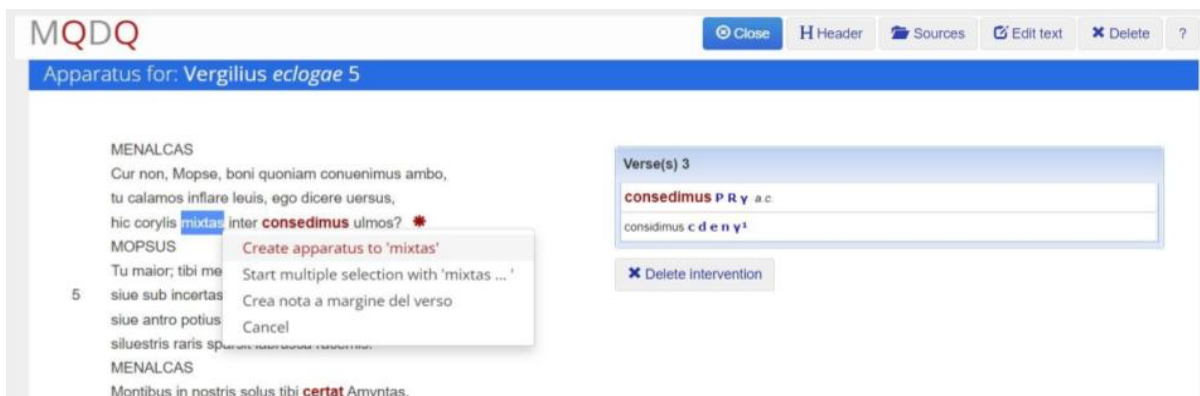 MQDQ
Close H Header Sources Edit text Delete ?
Apparatus for: Vergilius eclogae 5
MENALCAS
Cur non, Mopse, boni quoniam conuenimus ambo,
tu calamos inflare leuis, ego dicere uersus,
hic corylis mixtas inter consedimus ulmos?
MOPSUS
Tu maior; tibi me
5 siue sub incertas
siue antro potius
siluestris raris
MENALCAS
Montibus in nostris solus tibi certat Amyntas.
Create apparatus to 'mixtas'
Start multiple selection with 'mixtas ... '
Crea nota a margine del verso
Cancel
Verse(s) 3
consedimus P R γ a.c.
considimus c d e n γ¹
Delete intervention